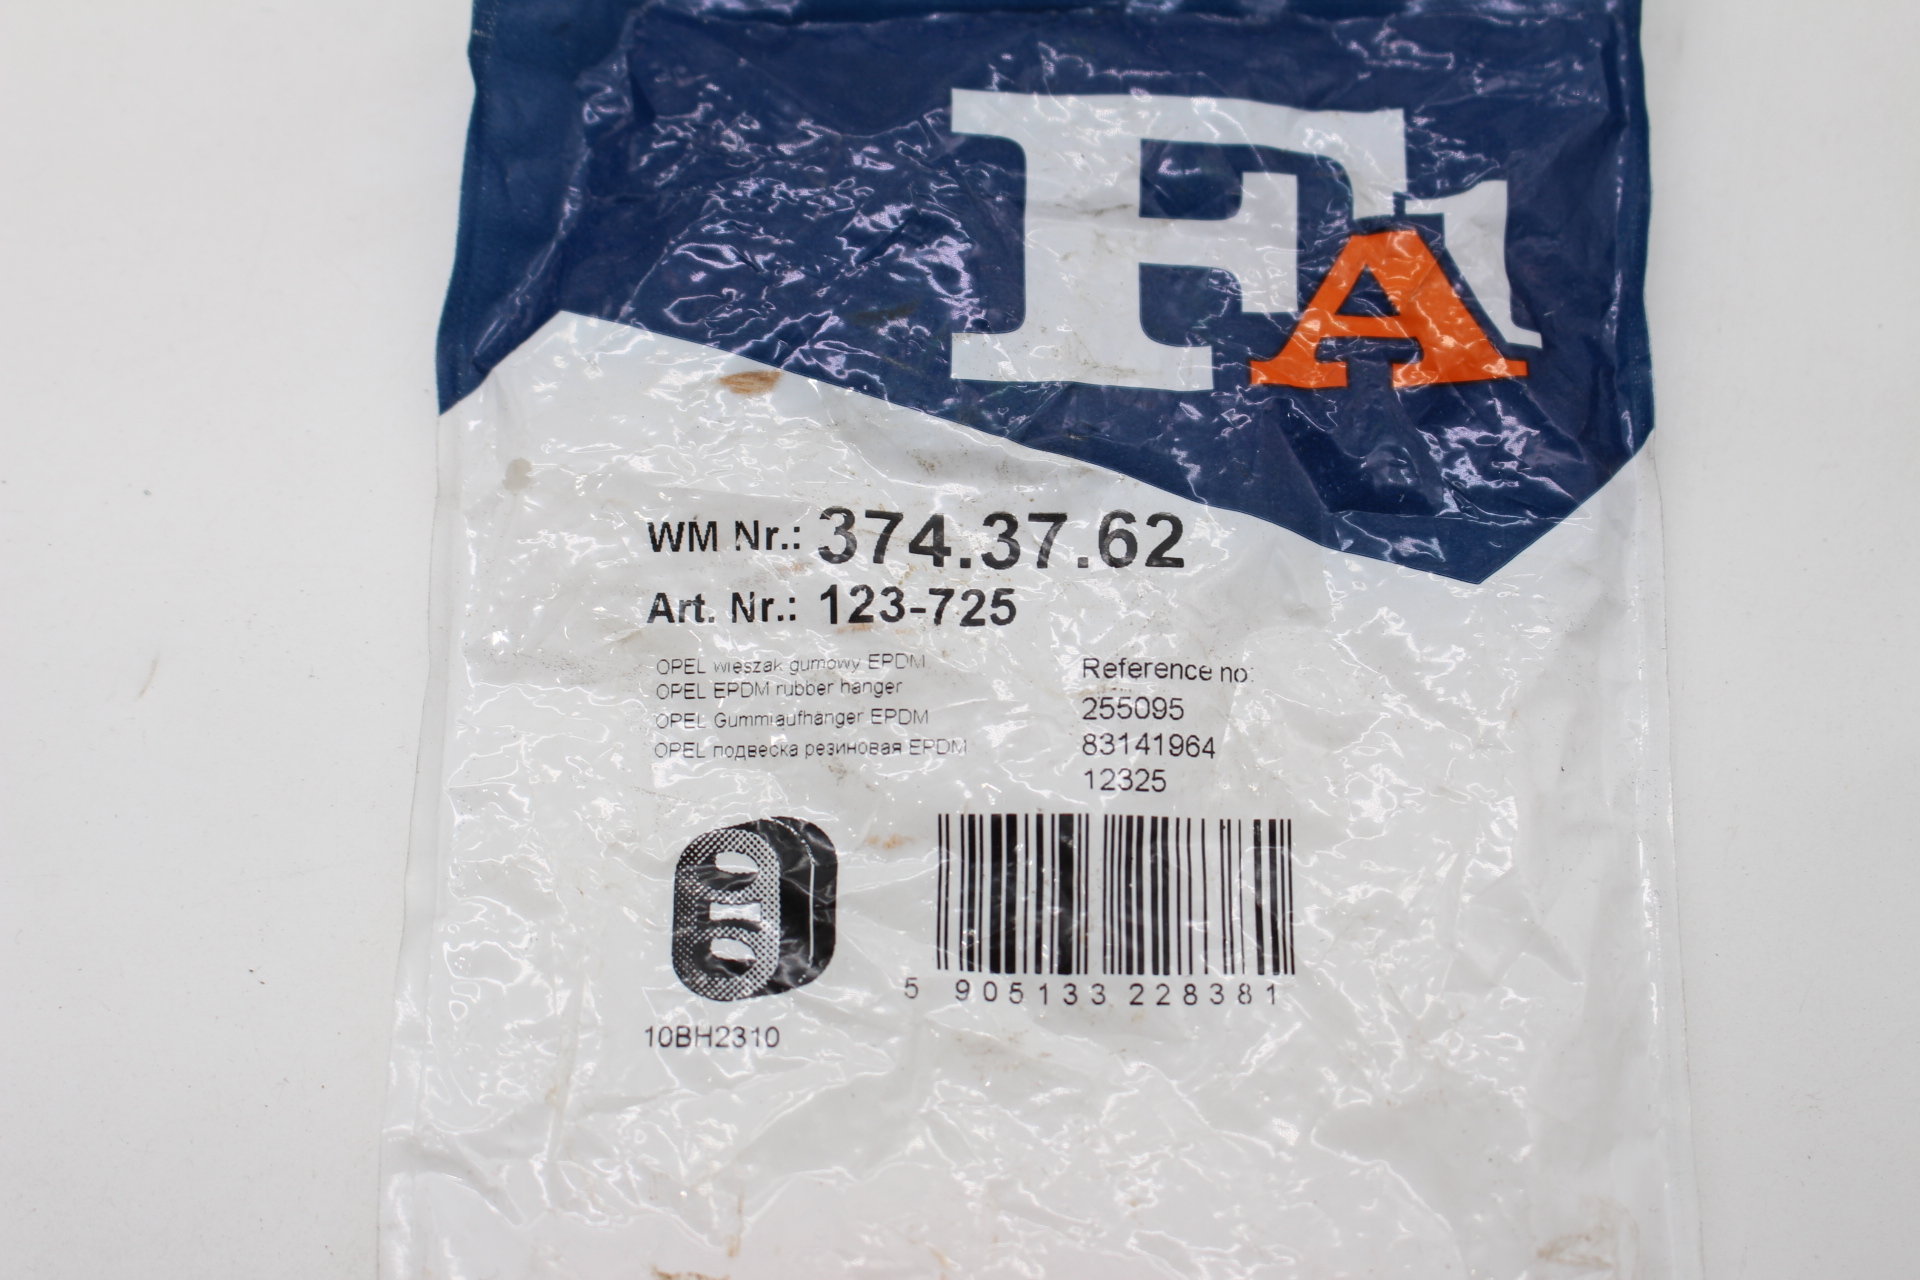 FA1
WM Nr.: 374.37.62
Art. Nr.: 123-725
OPEL wieszak gumowy EPDM
OPEL EPDM rubber hanger
OPEL Gummiaufhänger EPDM
OPEL подвеска резиновая EPDM
Reference no:
255095
83141964
12325
5 905133 228381
10BH2310